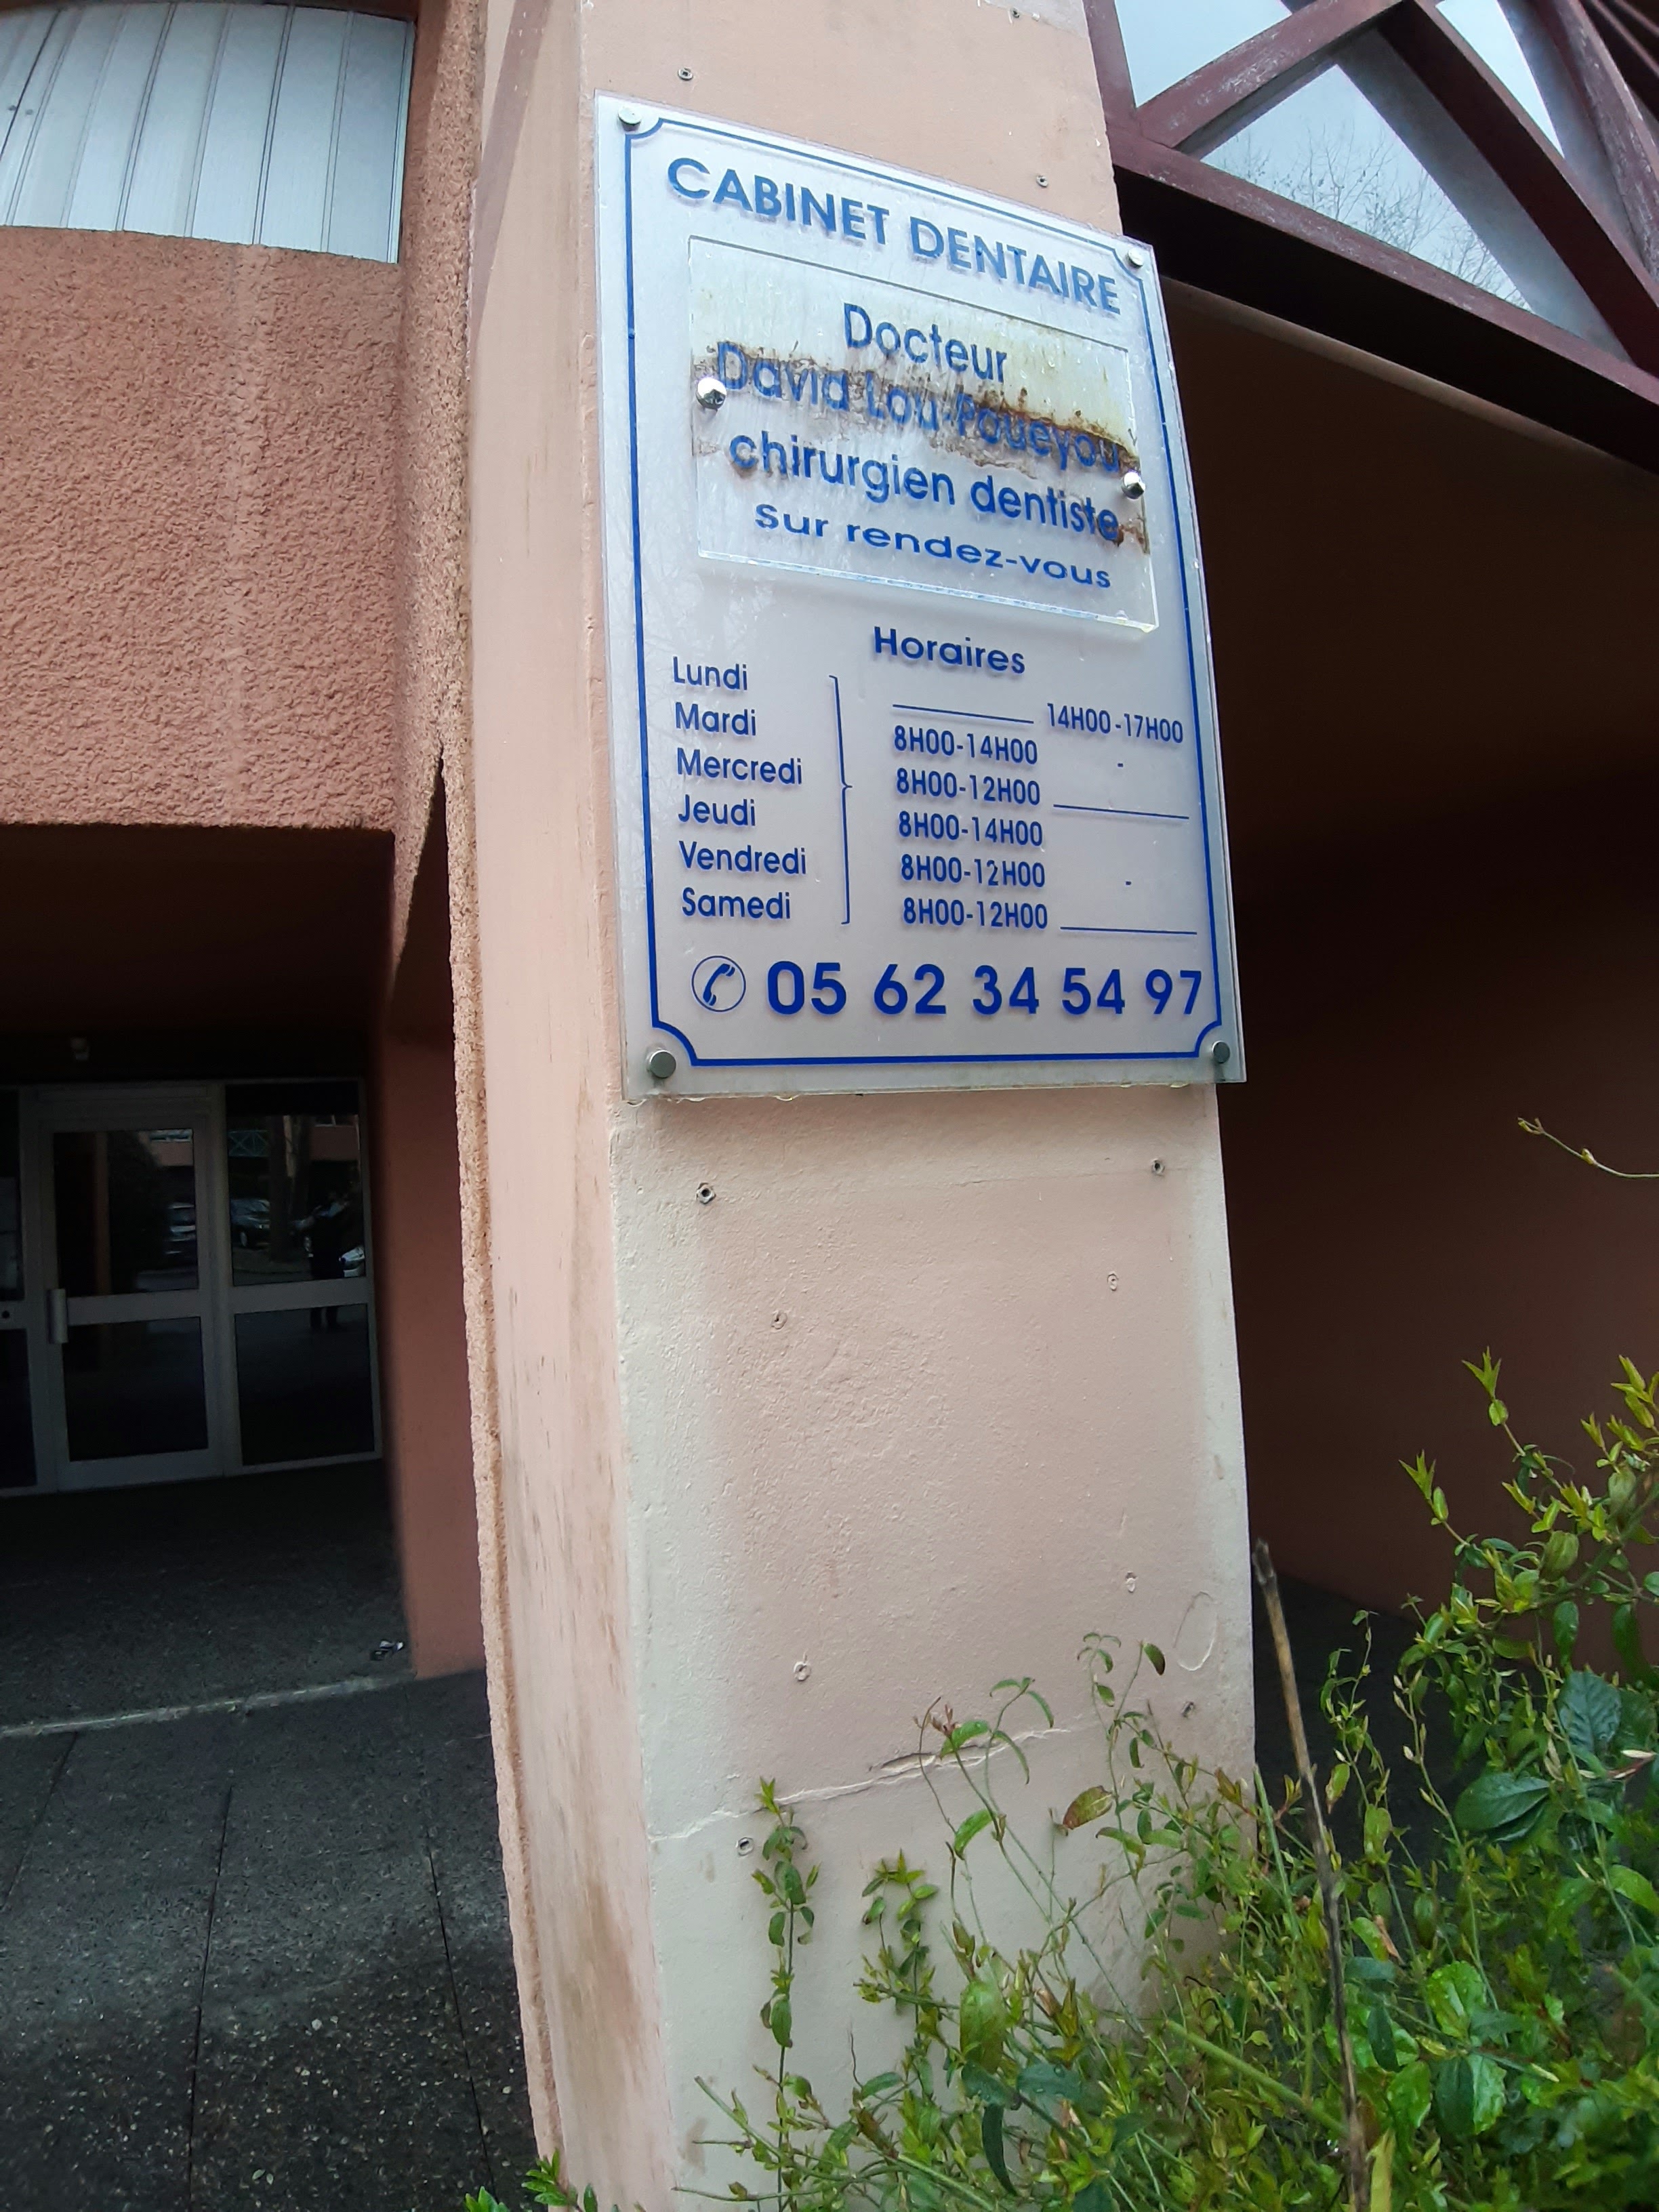 CABINET DENTAIRE
Docteur
David Lou-Poueyou
chirurgien dentiste
Sur rendez-vous
Horaires
Lundi 14H00-17H00
Mardi 8H00-14H00 -
Mercredi 8H00-12H00
Jeudi 8H00-14H00
Vendredi 8H00-12H00 -
Samedi 8H00-12H00
05 62 34 54 97